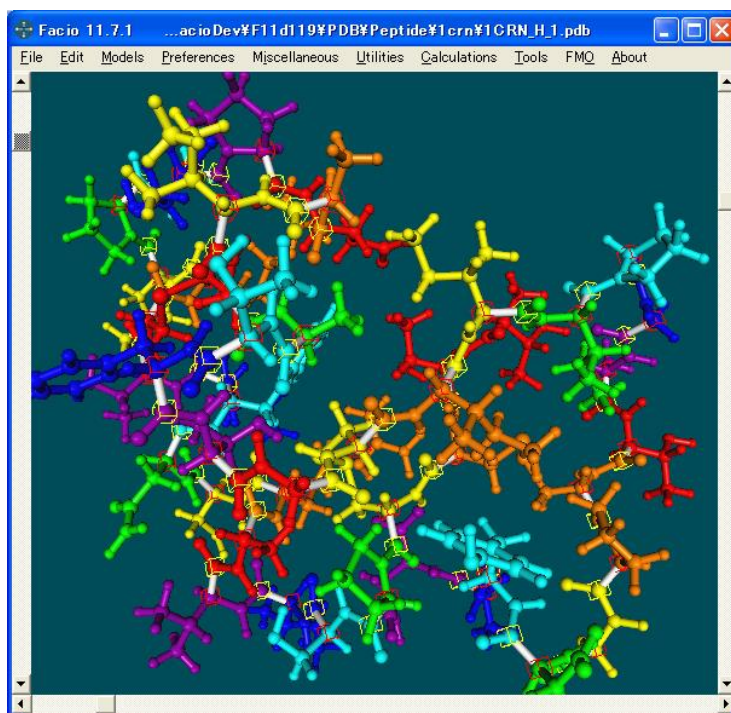 Facio 11.7.1 ...acioDev¥F11d119¥PDB¥Peptide¥1crn¥1CRN_H_1.pdb
File Edit Models Preferences Miscellaneous Utilities Calculations Tools FMO About